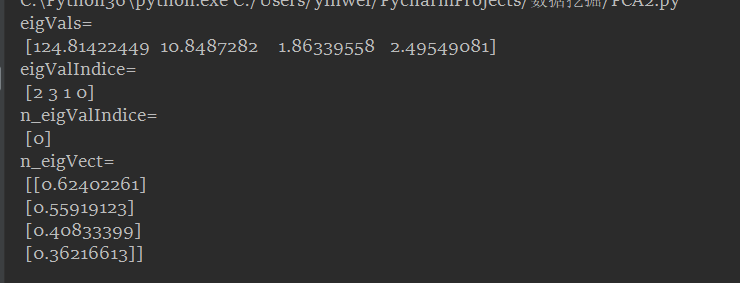 C:\Python36\python.exe C:/Users/yinwei/PycharmProjects/数据挖掘/PCA2.py
eigVals=
[124.81422449 10.8487282 1.86339558 2.49549081]
eigValIndice=
[2 3 1 0]
n_eigValIndice=
[0]
n_eigVect=
[[0.62402261]
[0.55919123]
[0.40833399]
[0.36216613]]